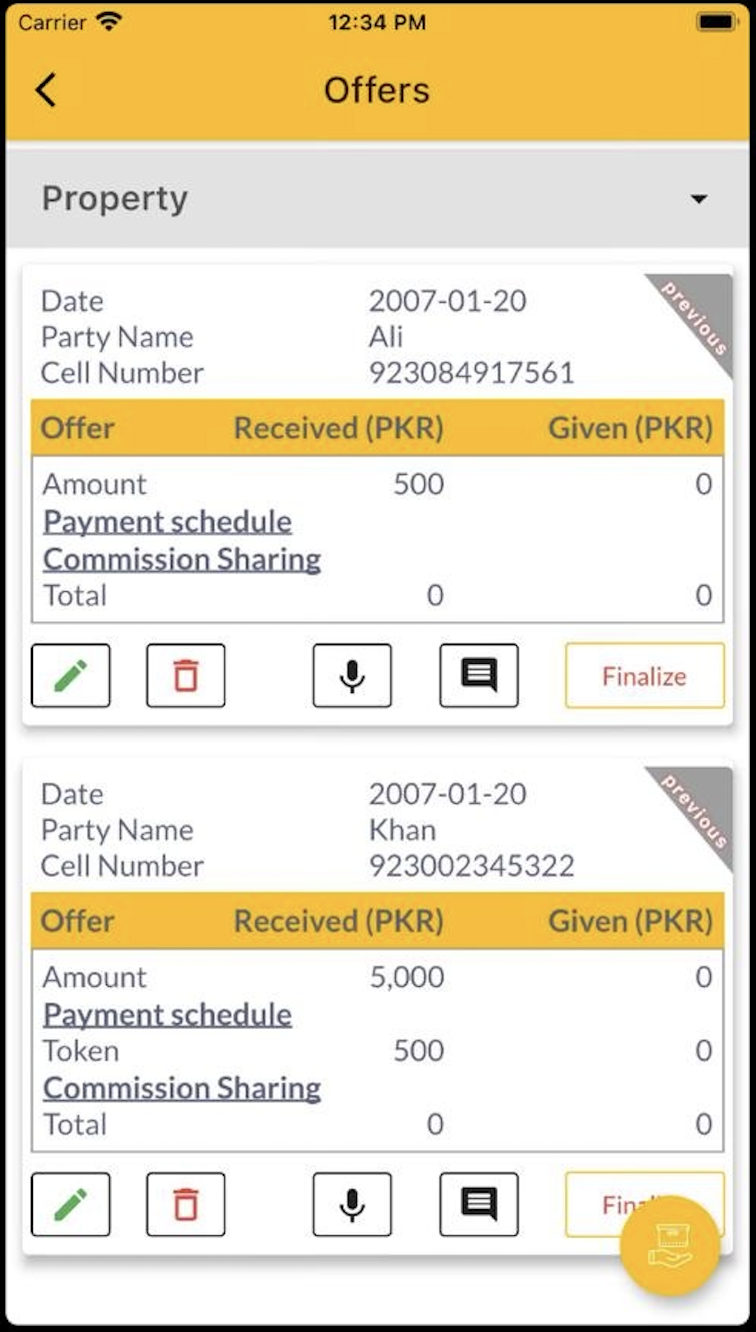 Carrier 12:34 PM
Offers
Property
Date 2007-01-20
previous
Party Name Ali
Cell Number 923084917561
Offer Received (PKR) Given (PKR)
Amount 500 0
Payment schedule
Commission Sharing
Total 0 0
Finalize
Date 2007-01-20
previous
Party Name Khan
Cell Number 923002345322
Offer Received (PKR) Given (PKR)
Amount 5,000 0
Payment schedule
Token 500 0
Commission Sharing
Total 0 0